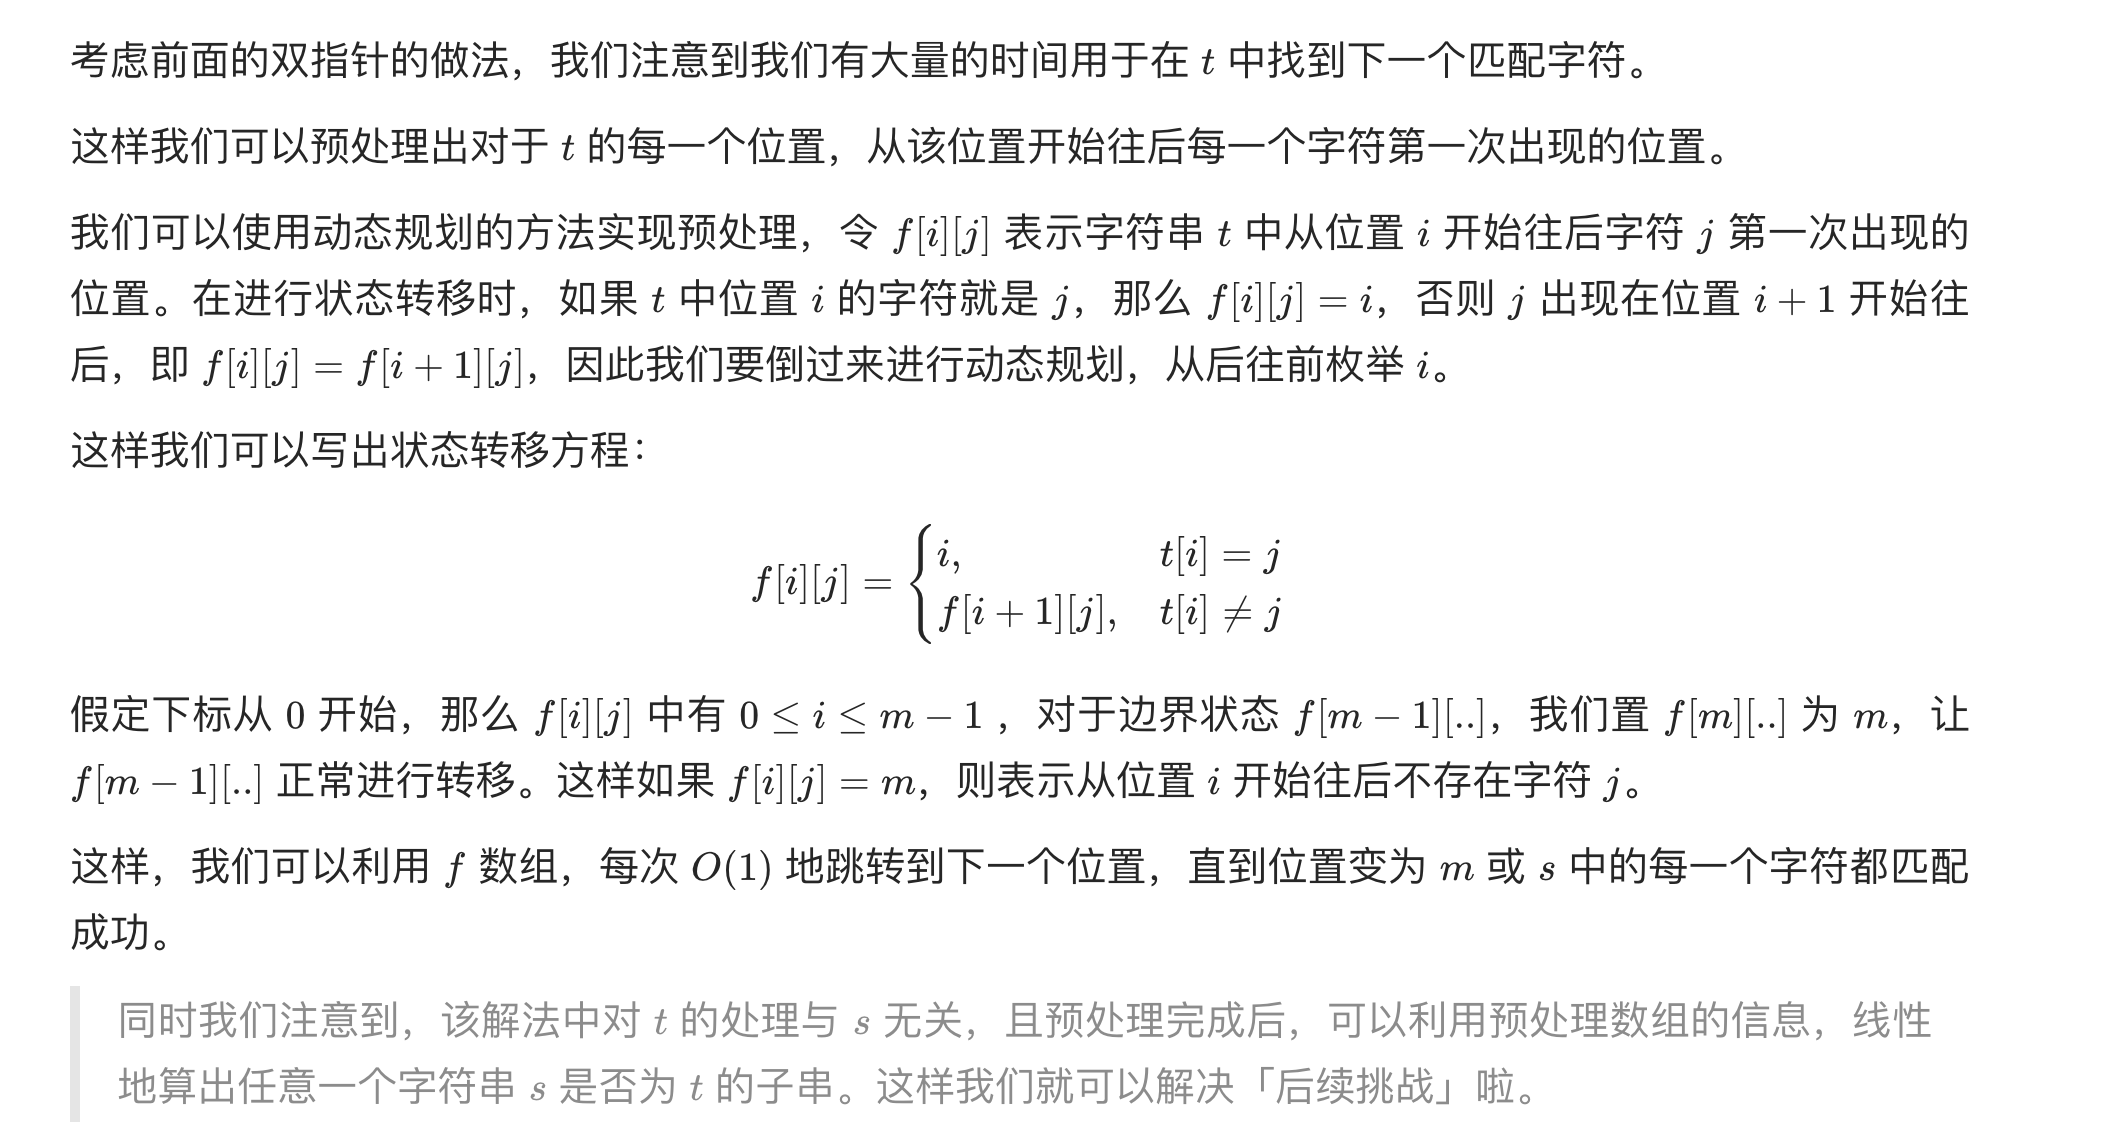 考虑前面的双指针的做法，我们注意到我们有大量的时间用于在 t 中找到下一个匹配字符。
这样我们可以预处理出对于 t 的每一个位置，从该位置开始往后每一个字符第一次出现的位置。
我们可以使用动态规划的方法实现预处理，令 f[i][j] 表示字符串 t 中从位置 i 开始往后字符 j 第一次出现的
位置。在进行状态转移时，如果 t 中位置 i 的字符就是 j，那么 f[i][j] = i，否则 j 出现在位置 i + 1 开始往
后，即 f[i][j] = f[i + 1][j]，因此我们要倒过来进行动态规划，从后往前枚举 i。
这样我们可以写出状态转移方程：
f[i][j] = { i, t[i] = j
f[i + 1][j], t[i] ≠ j
假定下标从 0 开始，那么 f[i][j] 中有 0 ≤ i ≤ m − 1 ，对于边界状态 f[m − 1][..]，我们置 f[m][..] 为 m，让
f[m − 1][..] 正常进行转移。这样如果 f[i][j] = m，则表示从位置 i 开始往后不存在字符 j。
这样，我们可以利用 f 数组，每次 O(1) 地跳转到下一个位置，直到位置变为 m 或 s 中的每一个字符都匹配
成功。
同时我们注意到，该解法中对 t 的处理与 s 无关，且预处理完成后，可以利用预处理数组的信息，线性
地算出任意一个字符串 s 是否为 t 的子串。这样我们就可以解决「后续挑战」啦。